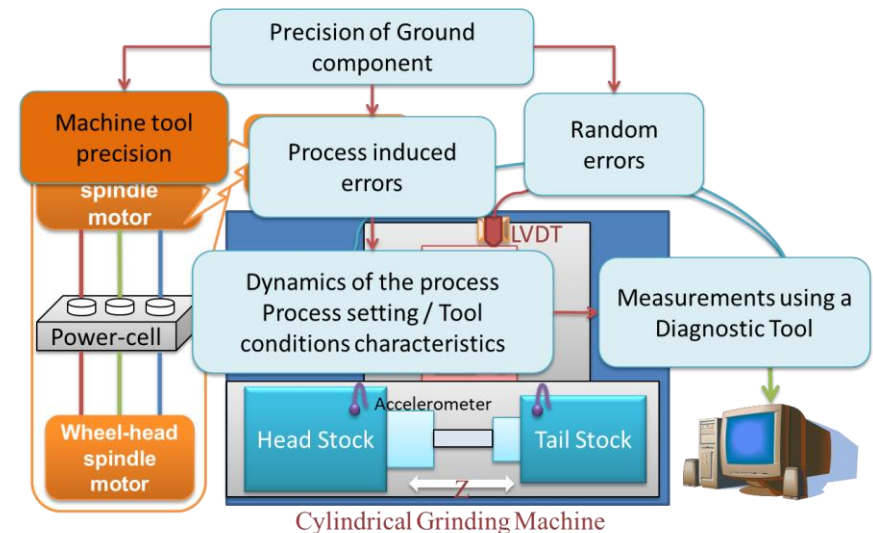 Precision of Ground
component
Machine tool
precision
Process induced
errors
Random
errors
spindle
motor
LVDT
Dynamics of the process
Process setting / Tool
conditions characteristics
Measurements using a
Diagnostic Tool
Power-cell
Accelerometer
Wheel-head
spindle
motor
Head Stock
Tail Stock
Z
Cylindrical Grinding Machine